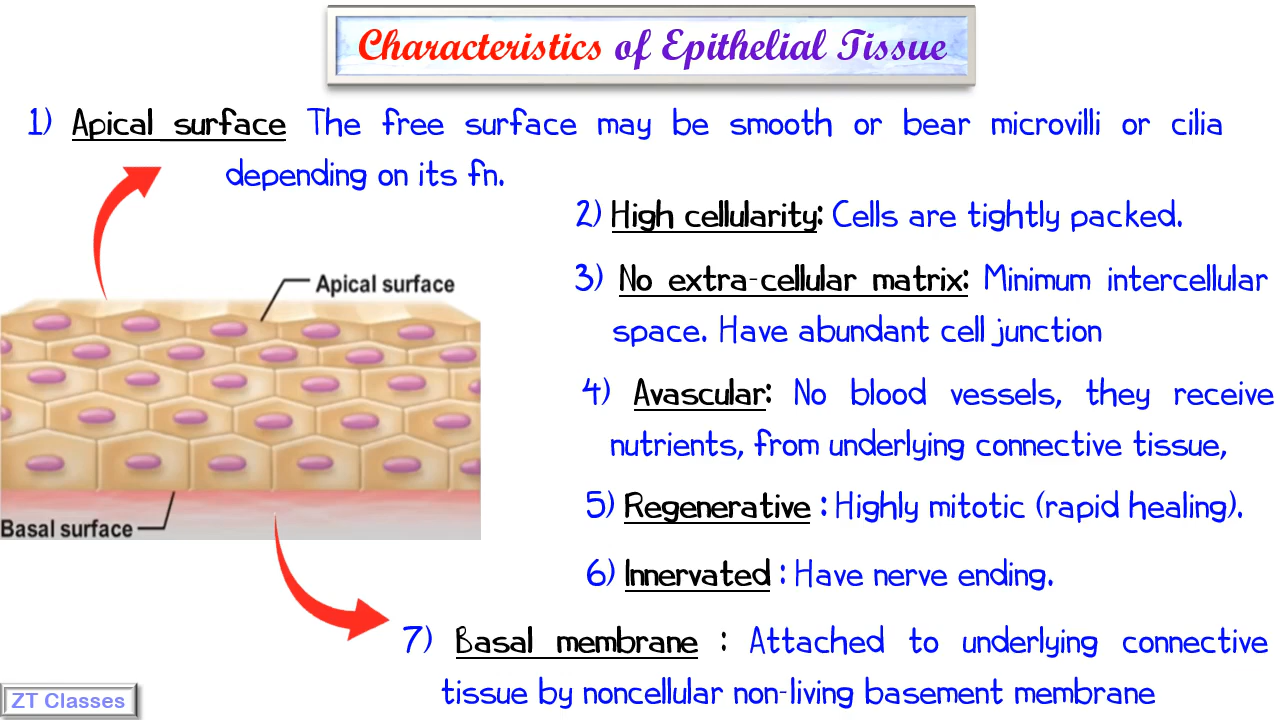 Characteristics of Epithelial Tissue
1) Apical surface The free surface may be smooth or bear microvilli or cilia
depending on its fn.
2) High cellularity: Cells are tightly packed.
3) No extra-cellular matrix: Minimum intercellular
space. Have abundant cell junction
4) Avascular: No blood vessels, they receive
nutrients, from underlying connective tissue,
5) Regenerative : Highly mitotic (rapid healing).
6) Innervated : Have nerve ending.
7) Basal membrane : Attached to underlying connective
tissue by noncellular non-living basement membrane
Apical surface
Basal surface
ZT Classes